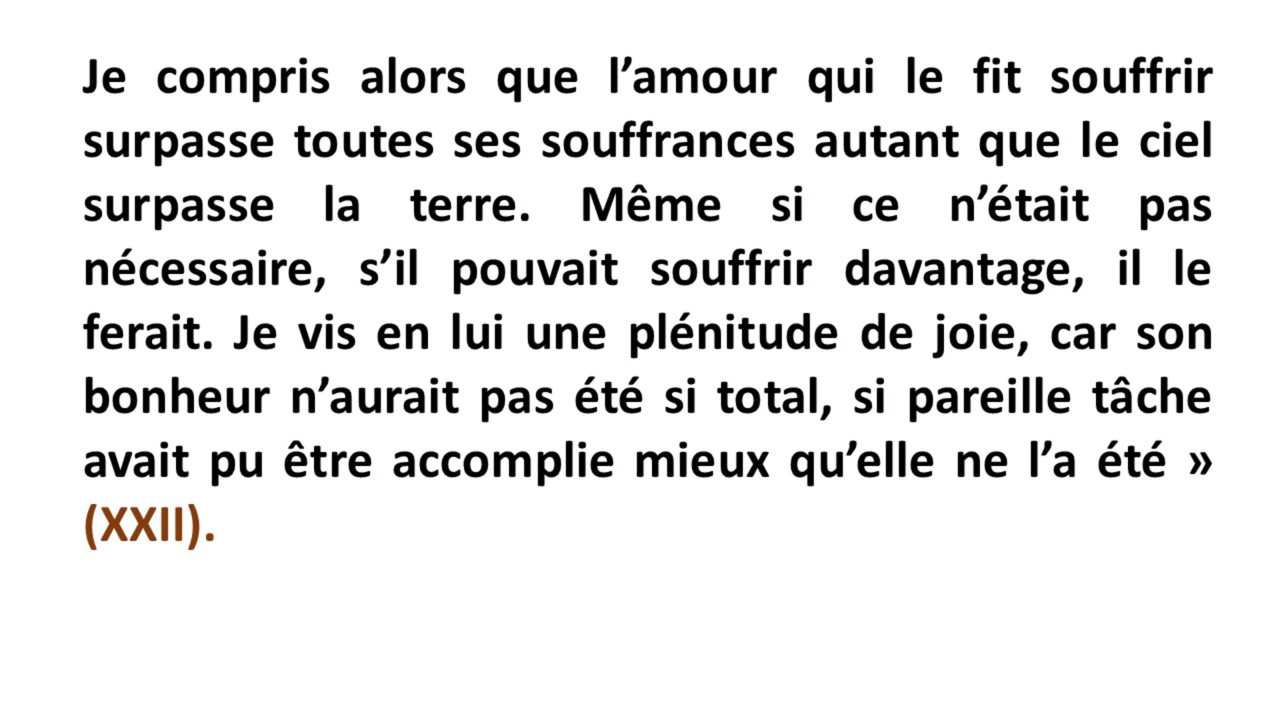 Je compris alors que l’amour qui le fit souffrir
surpasse toutes ses souffrances autant que le ciel
surpasse la terre. Même si ce n’était pas
nécessaire, s’il pouvait souffrir davantage, il le
ferait. Je vis en lui une plénitude de joie, car son
bonheur n’aurait pas été si total, si pareille tâche
avait pu être accomplie mieux qu’elle ne l’a été »
(XXII).